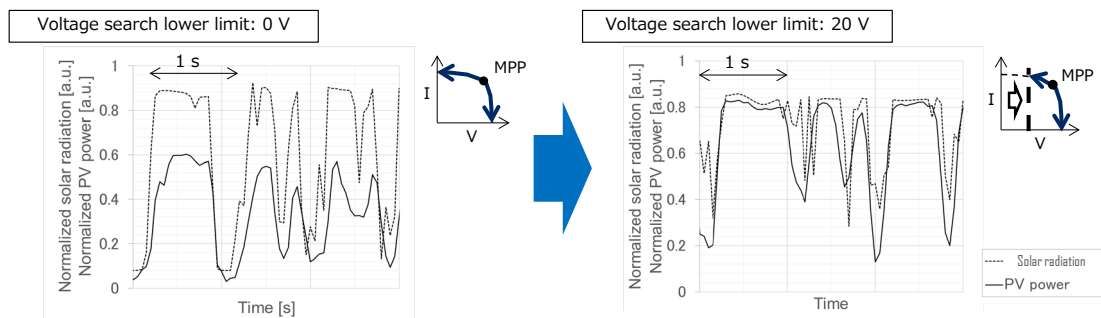 Voltage search lower limit: 0 V
Normalized solar radiation [a.u.]
Normalized PV power [a.u.]
1
0.8
0.6
0.4
0.2
0
1 s
Time [s]
MPP
I
V
Voltage search lower limit: 20 V
Normalized solar radiation [a.u.]
Normalized PV power [a.u.]
1
0.8
0.6
0.4
0.2
0
1 s
Time
MPP
I
V
Solar radiation
PV power